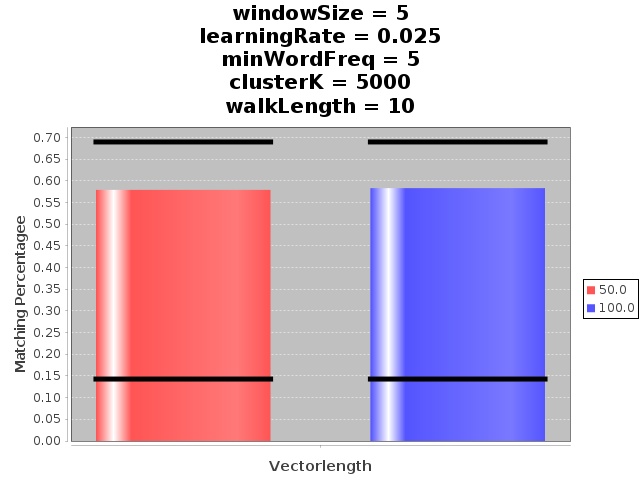 windowSize = 5
learningRate = 0.025
minWordFreq = 5
clusterK = 5000
walkLength = 10
0.70
0.65
0.60
0.55
0.50
0.45
0.40
0.35
0.30
0.25
0.20
0.15
0.10
0.05
0.00
Matching Percentagee
Vectorlength
50.0
100.0